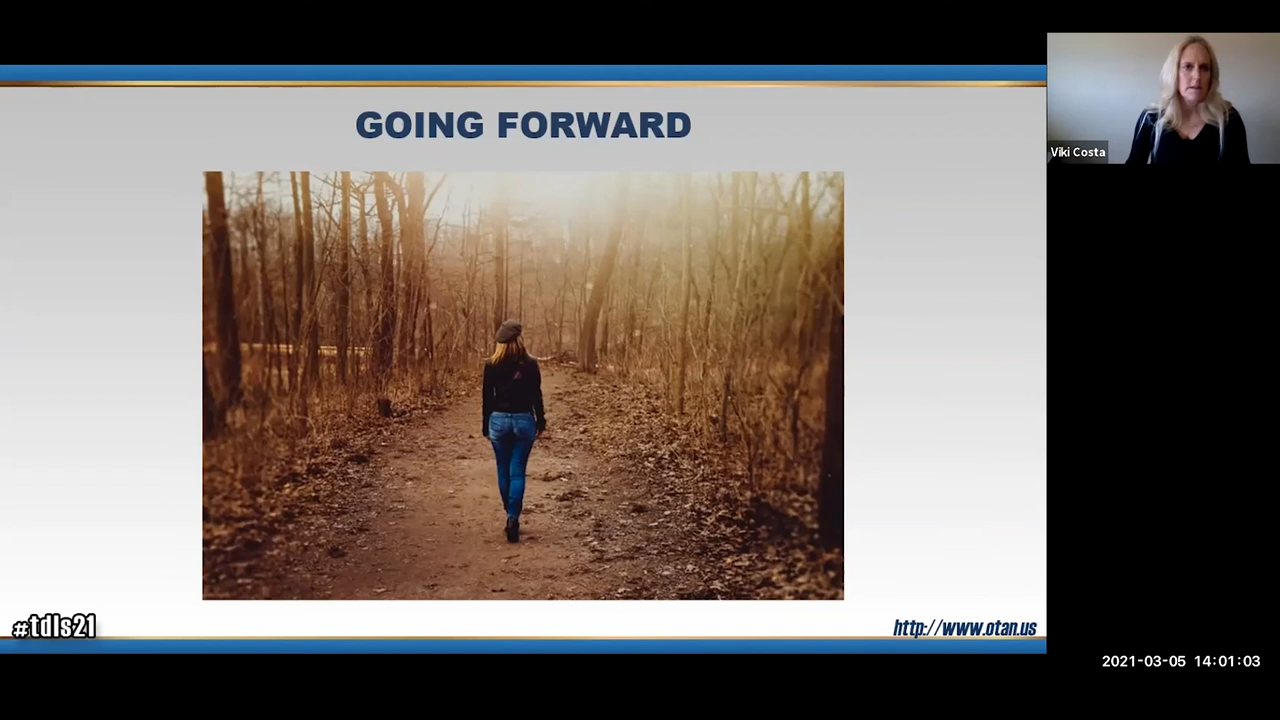 GOING FORWARD
Viki Costa
#tdls21
http://www.otan.us
2021-03-05 14:01:03